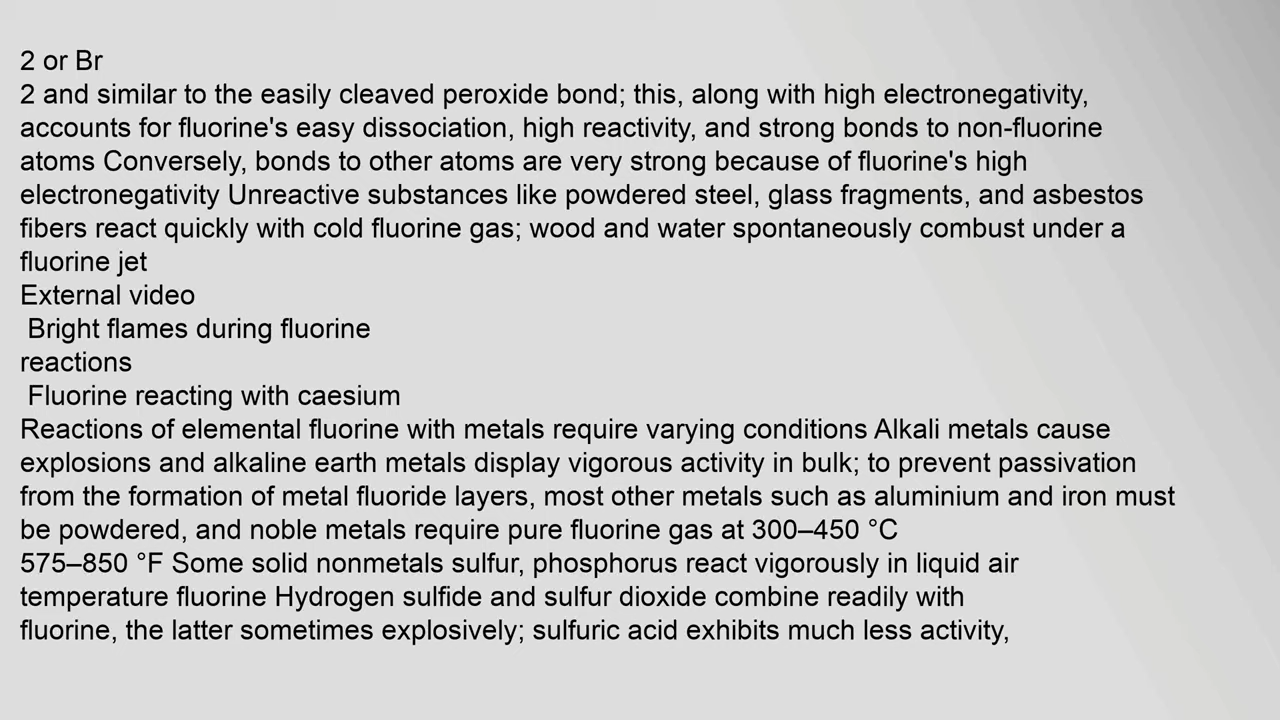 2 or Br
2 and similar to the easily cleaved peroxide bond; this, along with high electronegativity,
accounts for fluorine's easy dissociation, high reactivity, and strong bonds to non-fluorine
atoms Conversely, bonds to other atoms are very strong because of fluorine's high
electronegativity Unreactive substances like powdered steel, glass fragments, and asbestos
fibers react quickly with cold fluorine gas; wood and water spontaneously combust under a
fluorine jet
External video
Bright flames during fluorine
reactions
Fluorine reacting with caesium
Reactions of elemental fluorine with metals require varying conditions Alkali metals cause
explosions and alkaline earth metals display vigorous activity in bulk; to prevent passivation
from the formation of metal fluoride layers, most other metals such as aluminium and iron must
be powdered, and noble metals require pure fluorine gas at 300–450 °C
575–850 °F Some solid nonmetals sulfur, phosphorus react vigorously in liquid air
temperature fluorine Hydrogen sulfide and sulfur dioxide combine readily with
fluorine, the latter sometimes explosively; sulfuric acid exhibits much less activity,